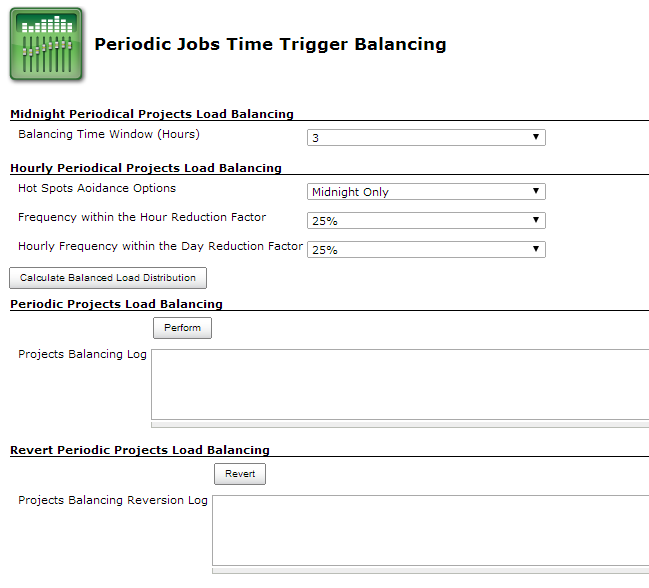 Periodic Jobs Time Trigger Balancing
Midnight Periodical Projects Load Balancing
Balancing Time Window (Hours) 3
Hourly Periodical Projects Load Balancing
Hot Spots Aoidance Options Midnight Only
Frequency within the Hour Reduction Factor 25%
Hourly Frequency within the Day Reduction Factor 25%
Calculate Balanced Load Distribution
Periodic Projects Load Balancing
Perform
Projects Balancing Log
Revert Periodic Projects Load Balancing
Revert
Projects Balancing Reversion Log